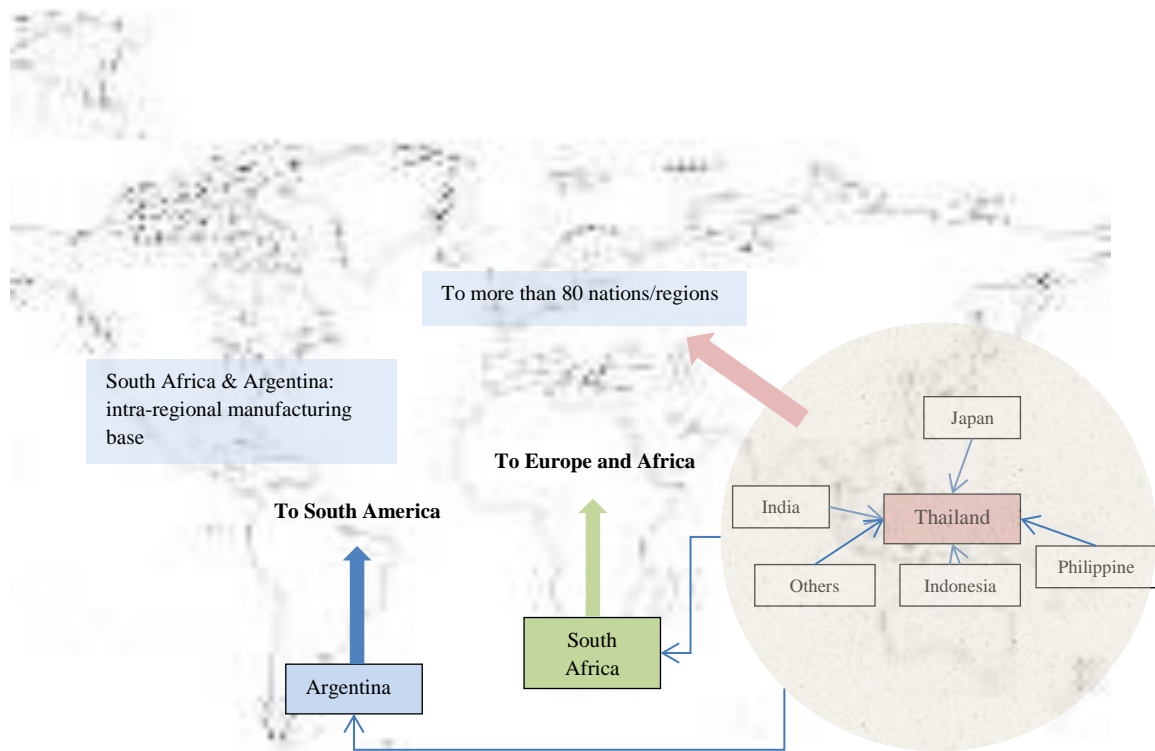 To more than 80 nations/regions
South Africa & Argentina:
intra-regional manufacturing
base
Japan
To Europe and Africa
To South America
India
Thailand
Others
Indonesia
Philippine
South
Africa
Argentina